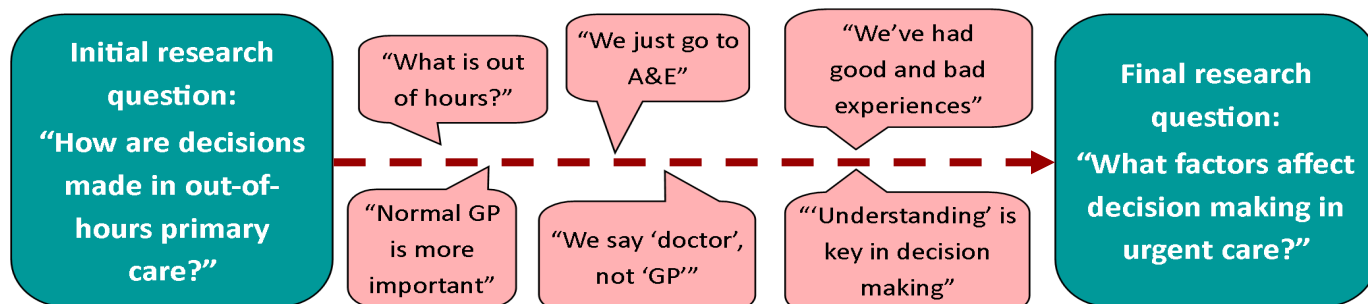 Initial research
question:
“How are decisions
made in out-of-
hours primary
care?”
“What is out
of hours?”
“Normal GP
is more
important”
“We just go to
A&E”
“We say ‘doctor’,
not ‘GP’”
“We’ve had
good and bad
experiences”
“‘Understanding’ is
key in decision
making”
Final research
question:
“What factors affect
decision making in
urgent care?”